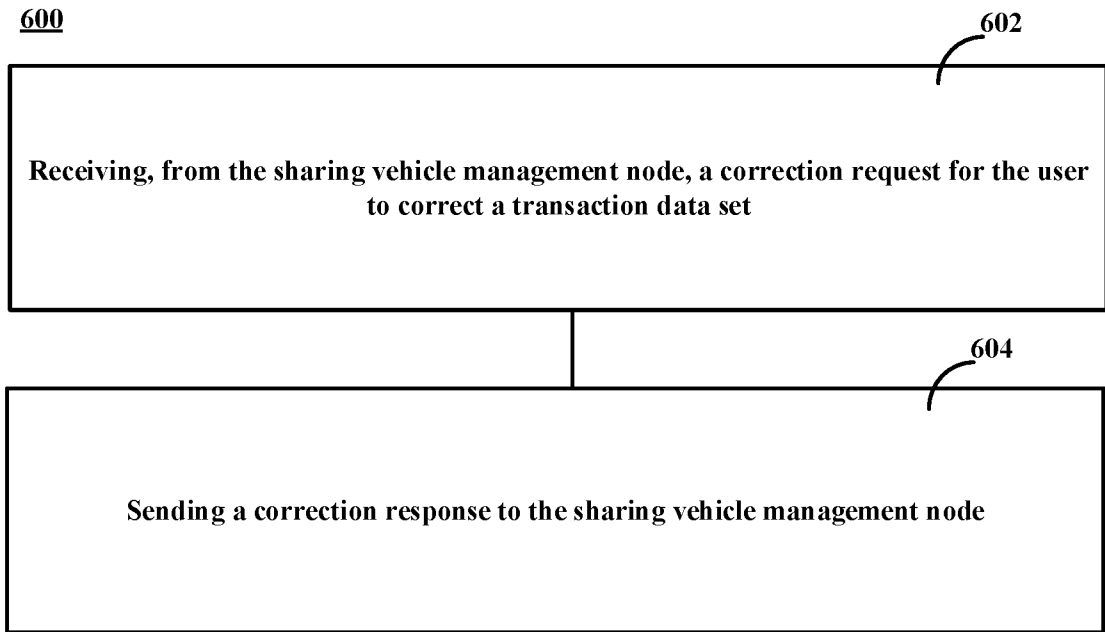 600
602
Receiving, from the sharing vehicle management node, a correction request for the user
to correct a transaction data set
604
Sending a correction response to the sharing vehicle management node